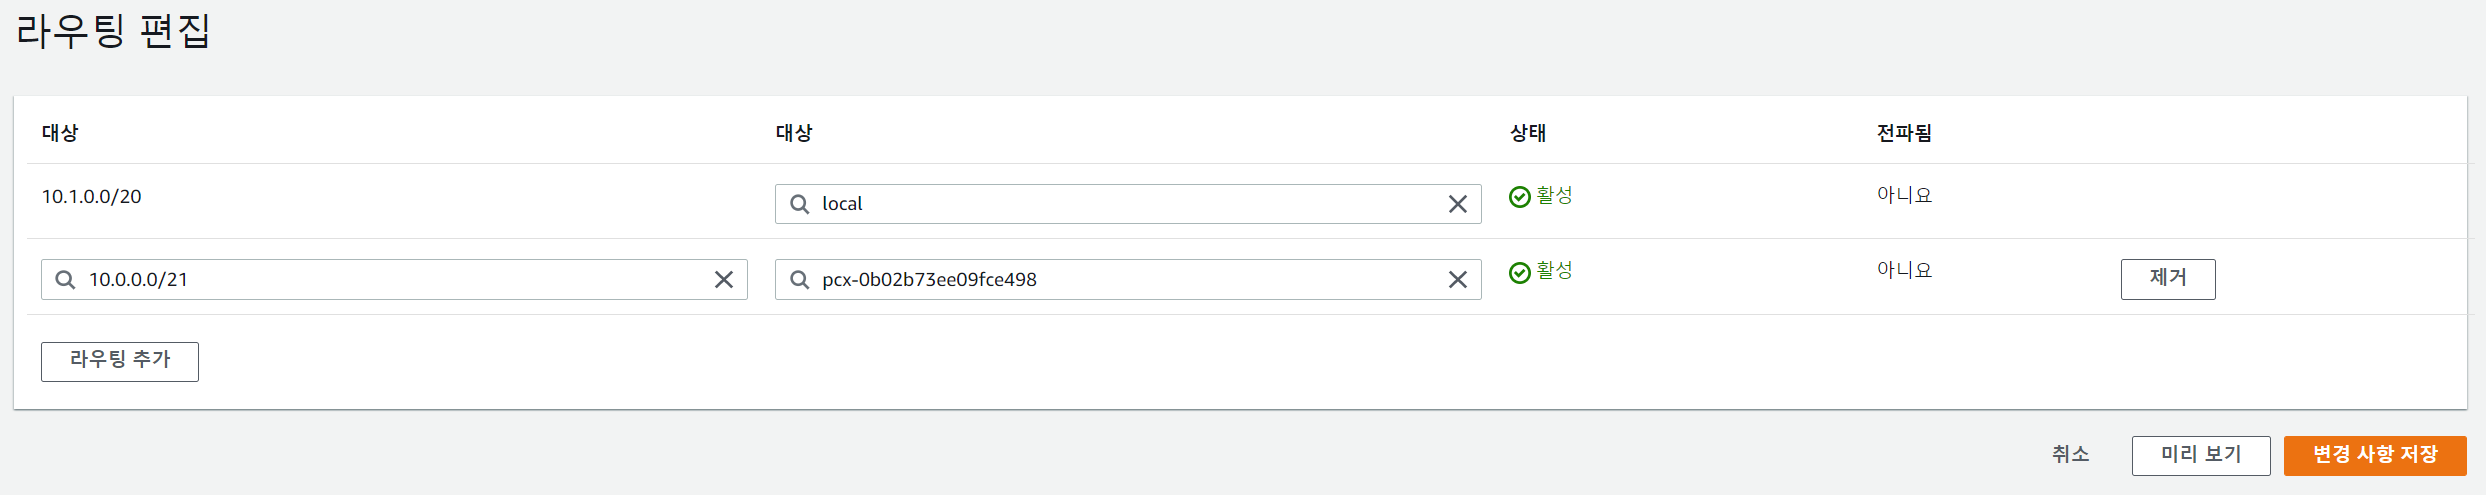 라우팅 편집
대상 대상 상태 전파됨
10.1.0.0/20 local 활성 아니요
10.0.0.0/21 pcx-0b02b73ee09fce498 활성 아니요 제거
라우팅 추가
취소 미리 보기 변경 사항 저장